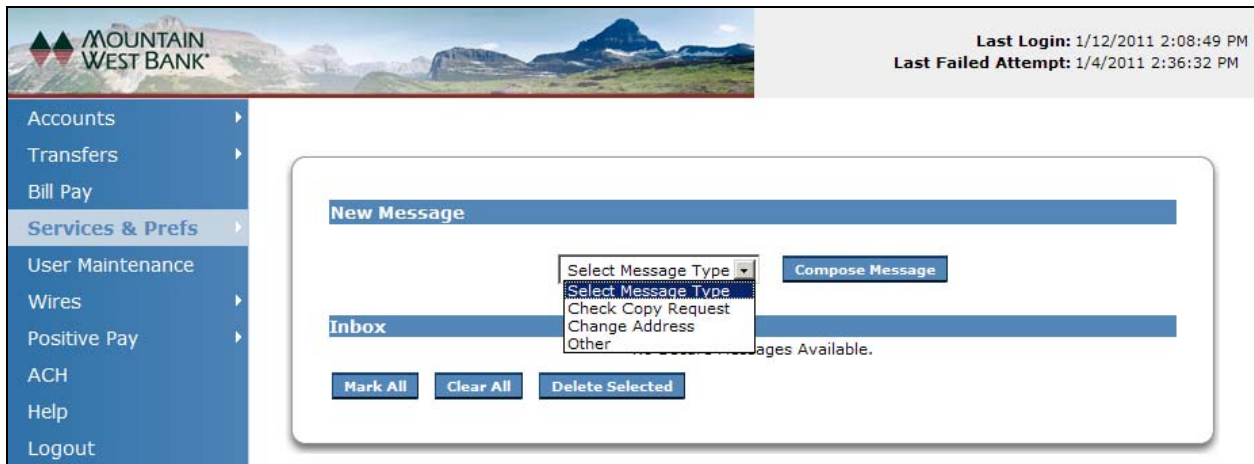 MOUNTAIN
WEST BANK
Last Login: 1/12/2011 2:08:49 PM
Last Failed Attempt: 1/4/2011 2:36:32 PM
Accounts
Transfers
Bill Pay
Services & Prefs
User Maintenance
Wires
Positive Pay
ACH
Help
Logout
New Message
Select Message Type Compose Message
Select Message Type
Check Copy Request
Change Address
Other
Inbox
Available.
Mark All Clear All Delete Selected